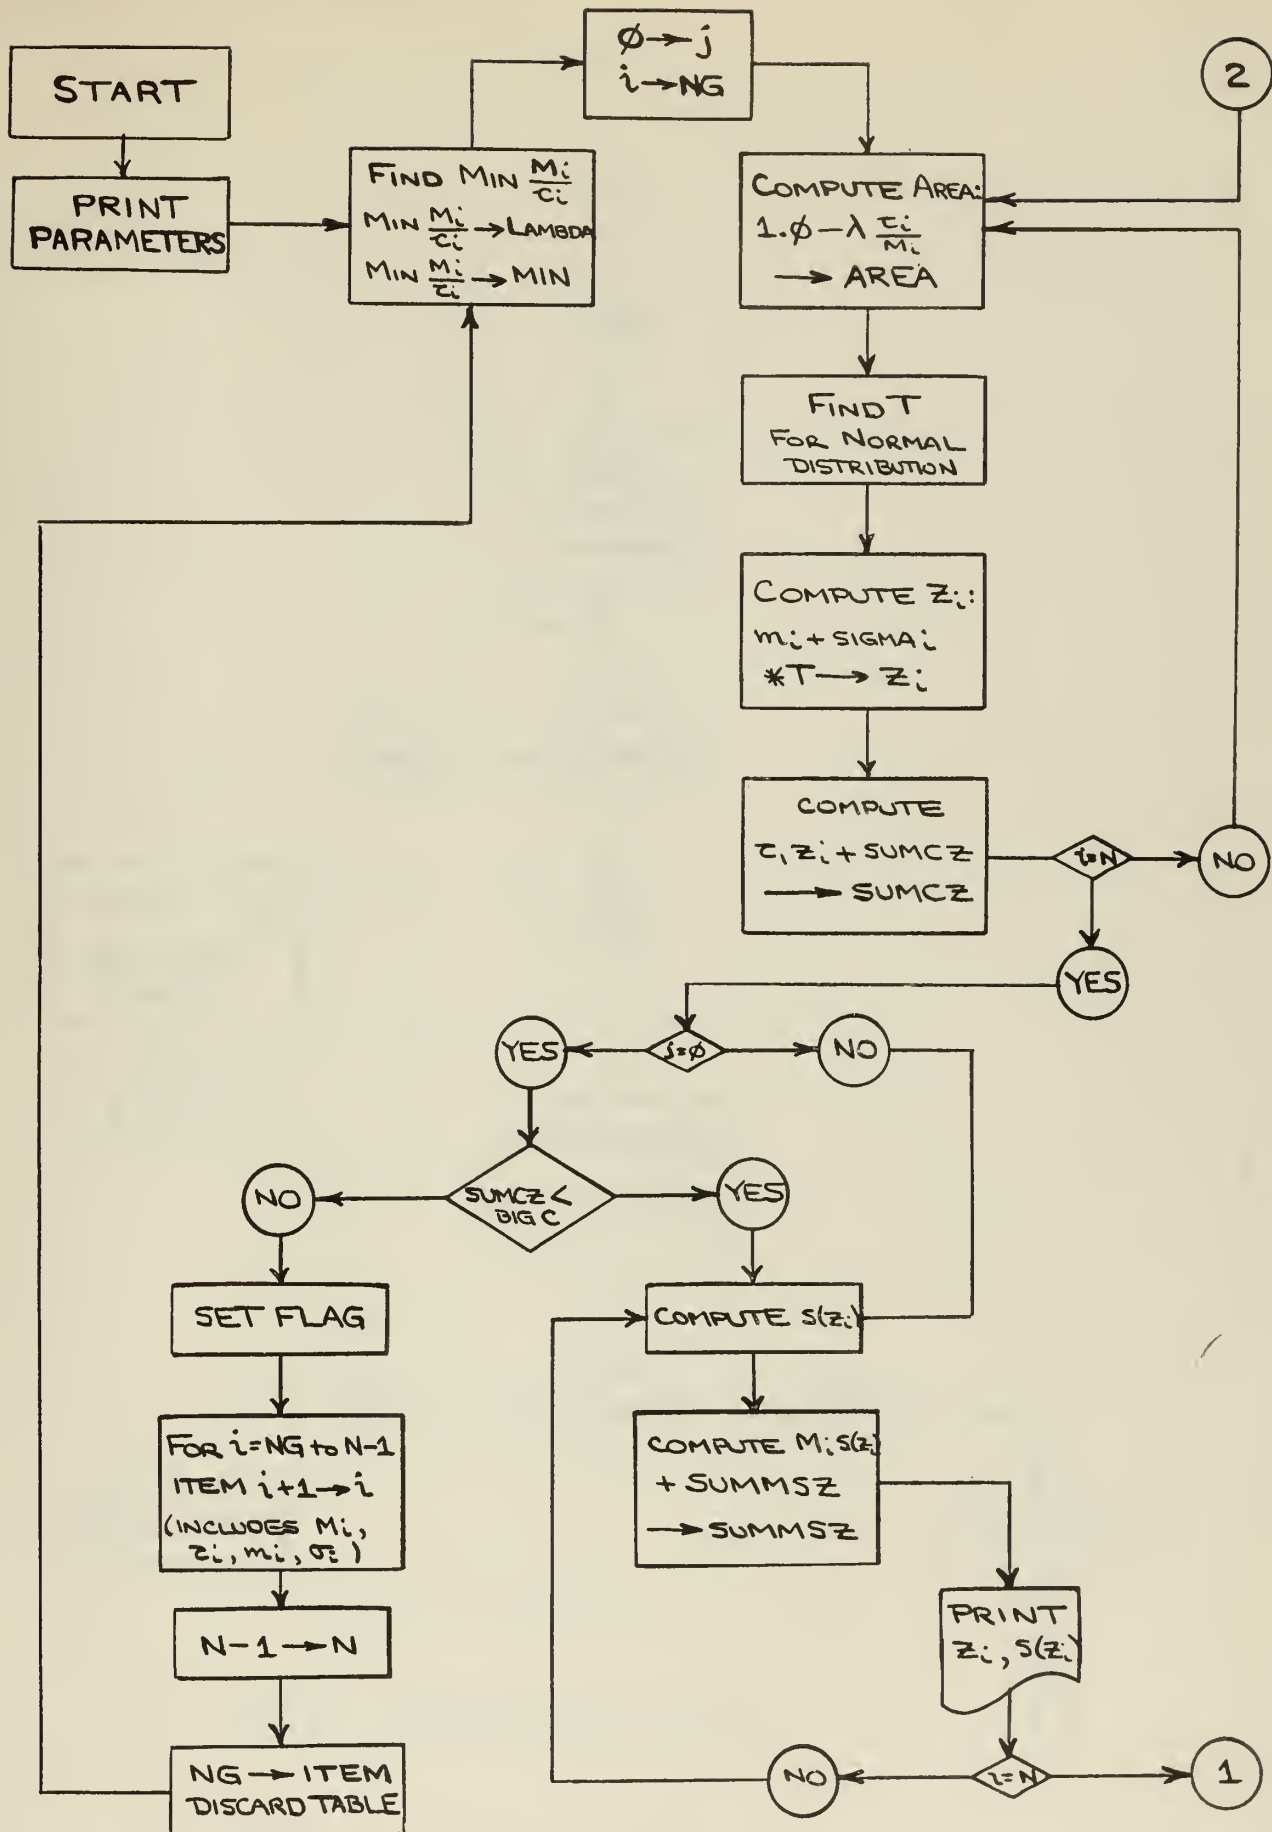 START
PRINT
PARAMETERS
FIND MIN Mi/ci
MIN Mi/ci → LAMBDA
MIN Mi/ci → MIN
Ø → j
i → NG
2
COMPUTE AREA:
1.Ø – λ ci/Mi
→ AREA
FIND T
FOR NORMAL
DISTRIBUTION
COMPUTE Zi:
mi + SIGMAi
*T → Zi
COMPUTE
c, zi + SUMCZ
→ SUMCZ
i=N
NO
YES
j=Ø
YES
NO
SUMCZ <
BIG C
NO
YES
SET FLAG
FOR i=NG to N-1
ITEM i+1 → i
(INCLUDES Mi,
ci, mi, σi)
N-1 → N
NG → ITEM
DISCARD TABLE
COMPUTE S(Zi)
COMPUTE Mi S(Zi)
+ SUMMSZ
→ SUMMSZ
PRINT
Zi, S(Zi)
i=N
NO
1